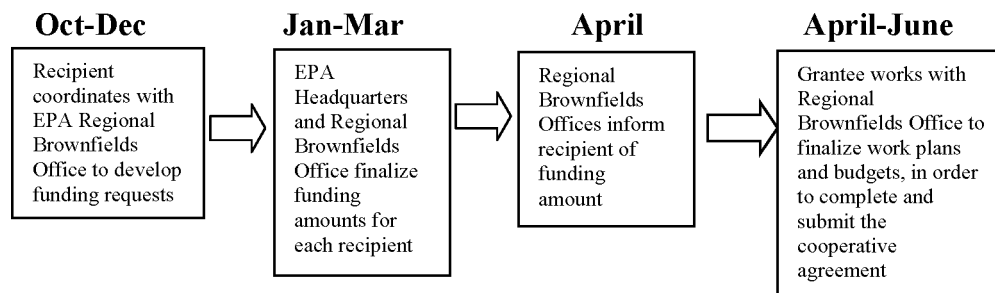 Oct-Dec
Recipient
coordinates with
EPA Regional
Brownfields
Office to develop
funding requests
Jan-Mar
EPA
Headquarters
and Regional
Brownfields
Office finalize
funding
amounts for
each recipient
April
Regional
Brownfields
Offices inform
recipient of
funding
amount
April-June
Grantee works with
Regional
Brownfields Office to
finalize work plans
and budgets, in order
to complete and
submit the
cooperative
agreement